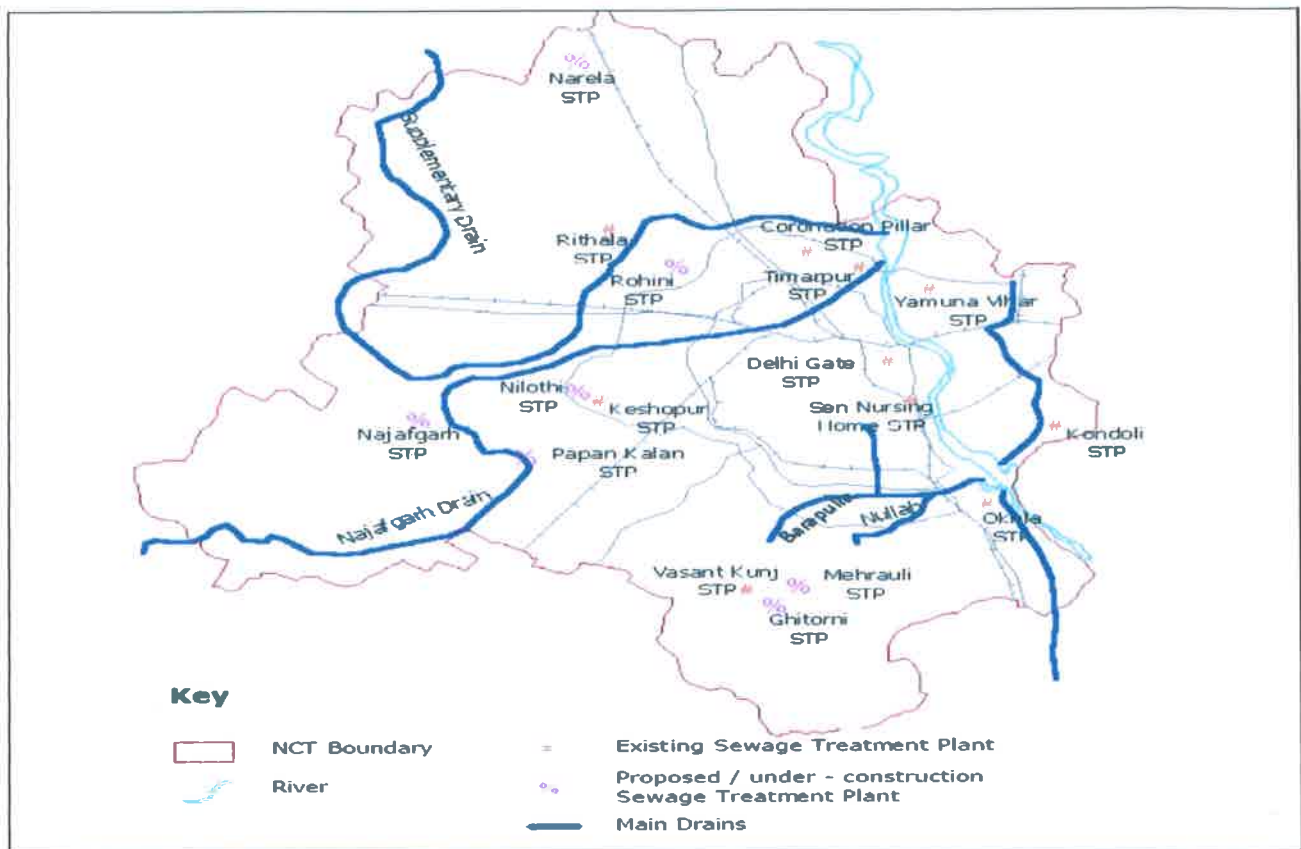 Narela
STP
Supplementary Drain
Coronation Pillar
STP
Rithala
STP
Rohini
STP
Timarpur
STP
Yamuna Vihar
STP
Delhi Gate
STP
Nilothi
STP
Keshopur
STP
Sen Nursing
Home STP
Najafgarh
STP
Kondoli
STP
Papan Kalan
STP
Najafgarh Drain
Barapulla
Nullah
Okhla
STP
Vasant Kunj
STP
Mehrauli
STP
Ghitorni
STP
Key
NCT Boundary
Existing Sewage Treatment Plant
River
Proposed / under - construction
Sewage Treatment Plant
Main Drains